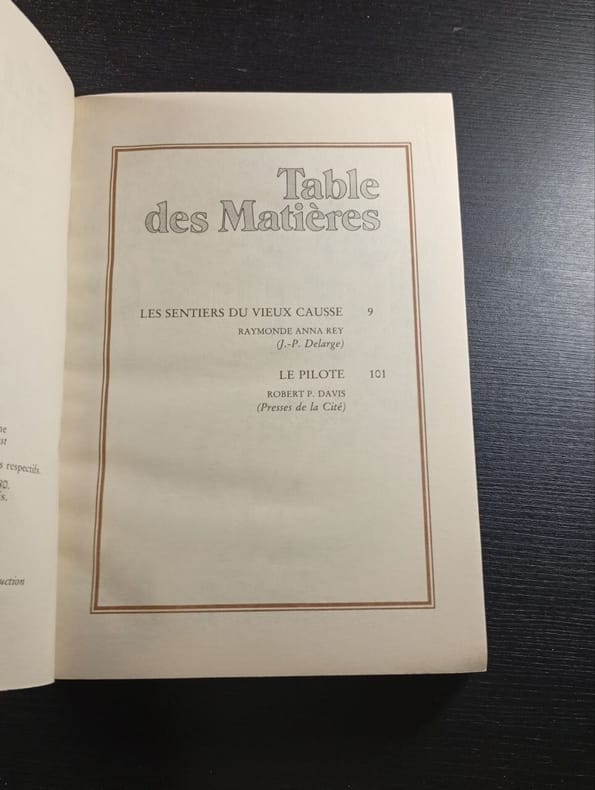 Table
des Matières
LES SENTIERS DU VIEUX CAUSSE 9
RAYMONDE ANNA REY
(J.-P. Delarge)
LE PILOTE 101
ROBERT P. DAVIS
(Presses de la Cité)
respectifs.